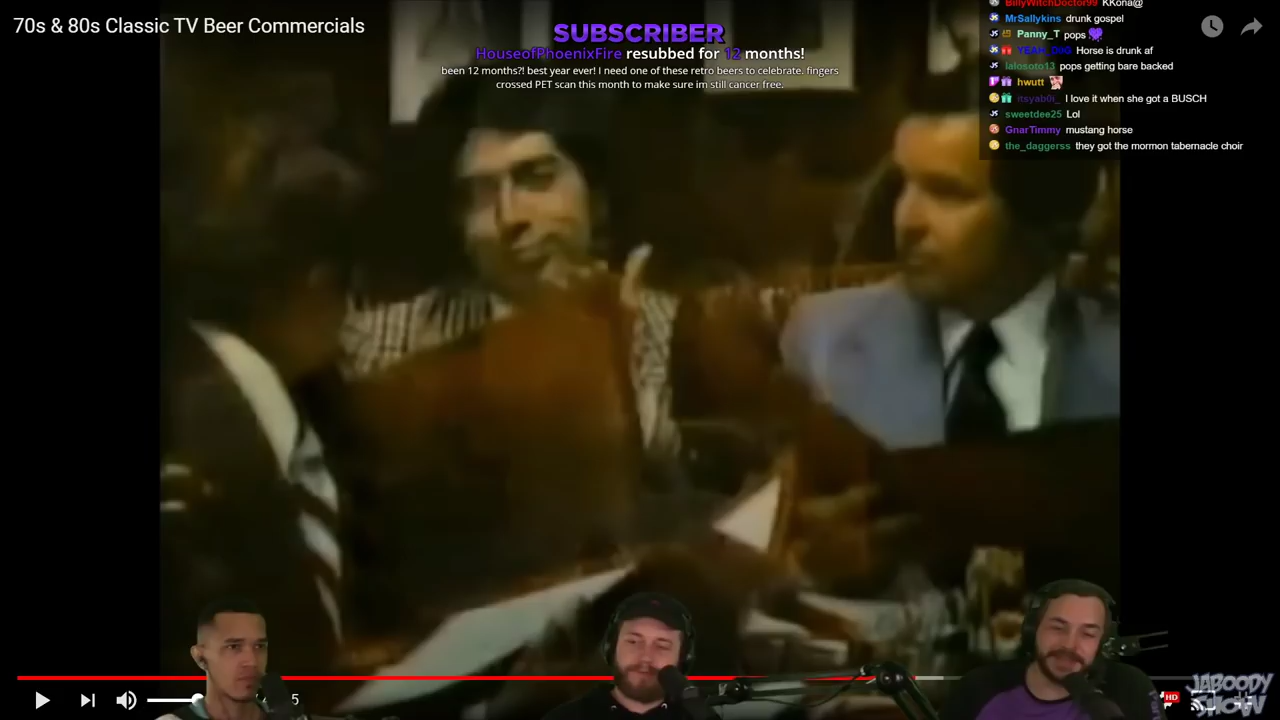 70s & 80s Classic TV Beer Commercials
SUBSCRIBER
HouseofPhoenixFire resubbed for 12 months!
been 12 months?! best year ever! I need one of these retro beers to celebrate. fingers
crossed PET scan this month to make sure im still cancer free.
BillyWitchDoctor99 KKona@
MrSallykins drunk gospel
Panny_T pops
YEAH_DIIG Horse is drunk af
lalosoto13 pops getting bare backed
hwutt
itsyab0i_ I love it when she got a BUSCH
sweetdee25 Lol
GnarTimmy mustang horse
the_daggerss they got the mormon tabernacle choir
5
HD
JABOODY
SHOW